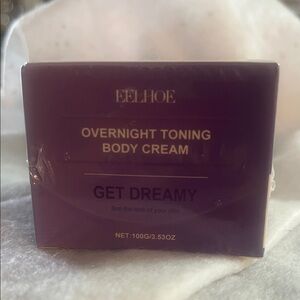 EELHOE
OVERNIGHT TONING
BODY CREAM
GET DREAMY
NET:100G/3.53OZ